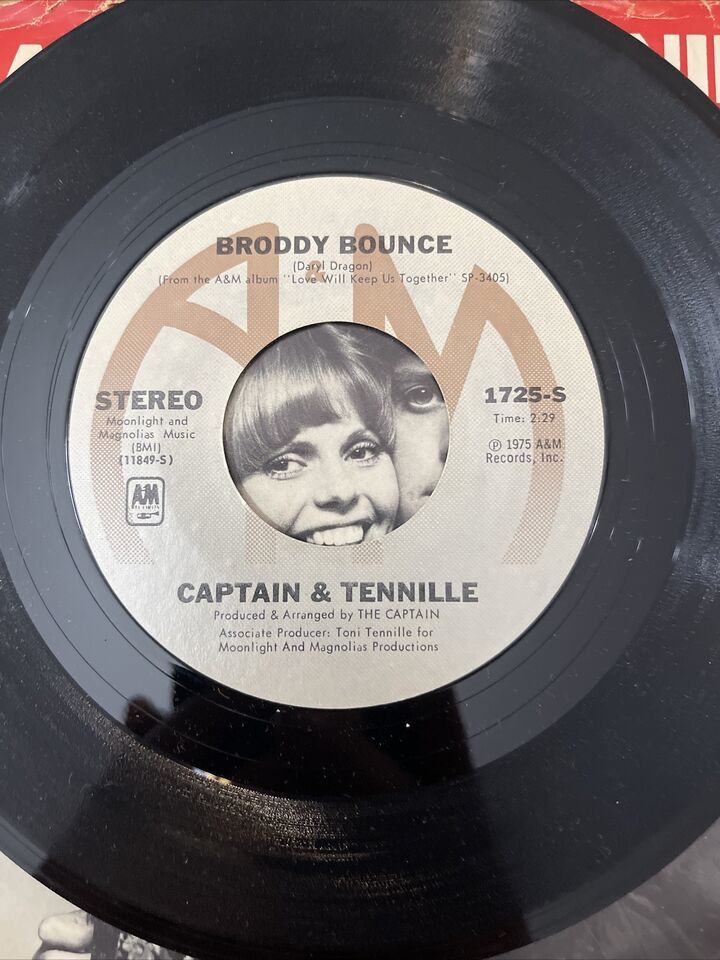 BRODDY BOUNCE
(Daryl Dragon)
(From the A&M album "Love Will Keep Us Together" SP-3405)
A&M
STEREO
Moonlight and
Magnolias Music
(BMI)
(11849-S)
AM
RECORDS
1725-S
Time: 2:29
Ⓟ 1975 A&M
Records, Inc.
CAPTAIN & TENNILLE
Produced & Arranged by THE CAPTAIN
Associate Producer: Toni Tennille for
Moonlight And Magnolias Productions